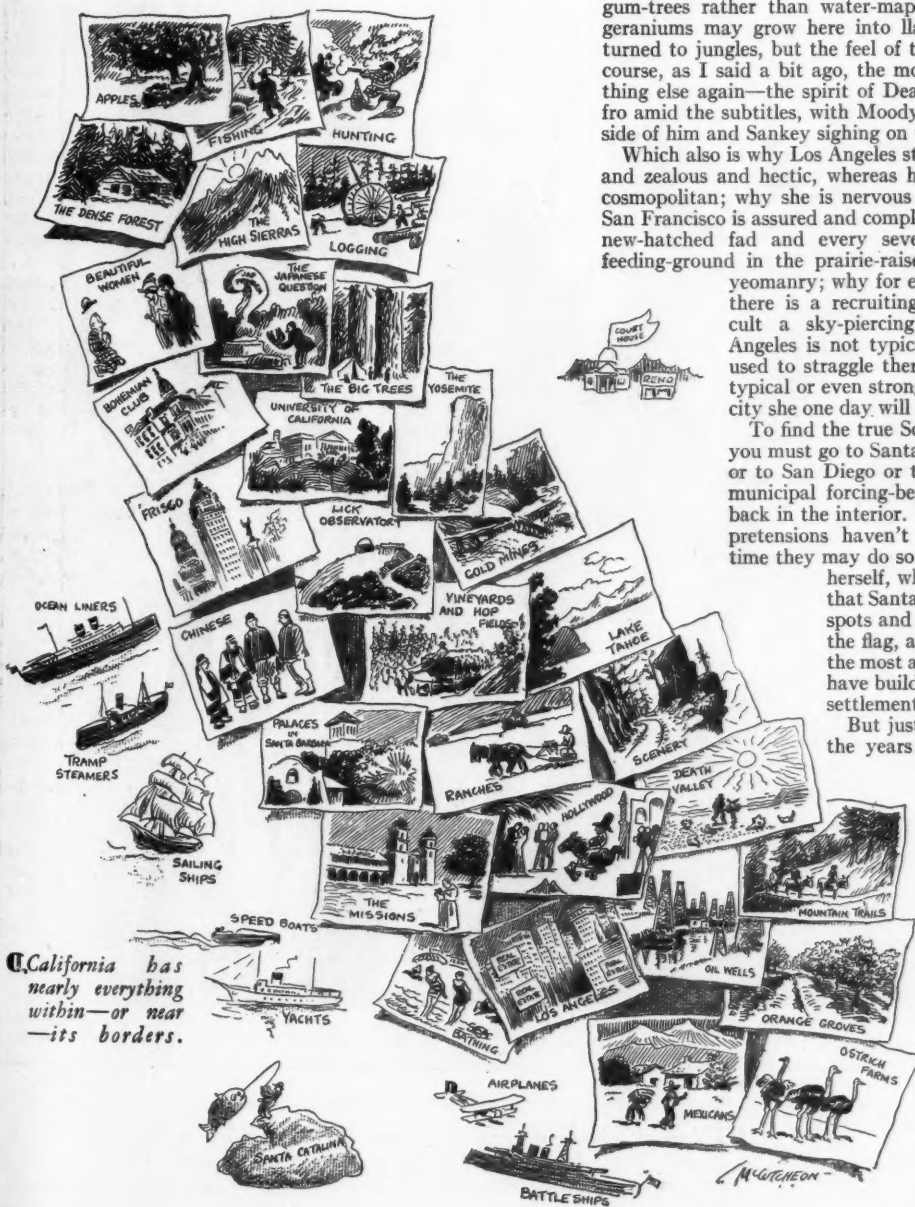 gum-trees rather than water-map
geraniums may grow here into lla
turned to jungles, but the feel of t
course, as I said a bit ago, the mo
thing else again—the spirit of Dea
fro amid the subtitles, with Moody
side of him and Sankey sighing on
Which also is why Los Angeles st
and zealous and hectic, whereas h
cosmopolitan; why she is nervous
San Francisco is assured and compl
new-hatched fad and every seve
feeding-ground in the prairie-raise
yeomanry; why for e
there is a recruiting
cult a sky-piercing
Angeles is not typic
used to straggle ther
typical or even stron
city she one day will
To find the true So
you must go to Santa
or to San Diego or t
municipal forcing-be
back in the interior.
pretensions haven't
time they may do so
herself, wh
that Santa
spots and
the flag, a
the most a
have build
settlement
But jus
the years
APPLES
FISHING
HUNTING
THE DENSE FOREST
THE
HIGH SIERRAS
LOGGING
BEAUTIFUL
WOMEN
THE
JAPANESE
QUESTION
THE BIG TREES
THE
YOSEMITE
COURT
HOUSE
RENO
BOHEMIAN
CLUB
UNIVERSITY OF
CALIFORNIA
FRISCO
LICK
OBSERVATORY
GOLD MINES
OCEAN LINERS
CHINESE
VINEYARDS
AND HOP
FIELDS
LAKE
TAHOE
TRAMP
STEAMERS
PALACES
IN
SANTA BARBARA
RANCHES
SCENERY
DEATH
VALLEY
SAILING
SHIPS
THE
MISSIONS
HOLLYWOOD
MOUNTAIN TRAILS
SPEED BOATS
YACHTS
SEA
BATHING
REAL
ESTATE
REAL
ESTATE
REAL
ESTATE
LOS ANGELES
OIL WELLS
ORANGE GROVES
California has
nearly everything
within—or near
—its borders.
SANTA CATALINA
AIRPLANES
MEXICANS
OSTRICH
FARMS
BATTLESHIPS
McCUTCHEON